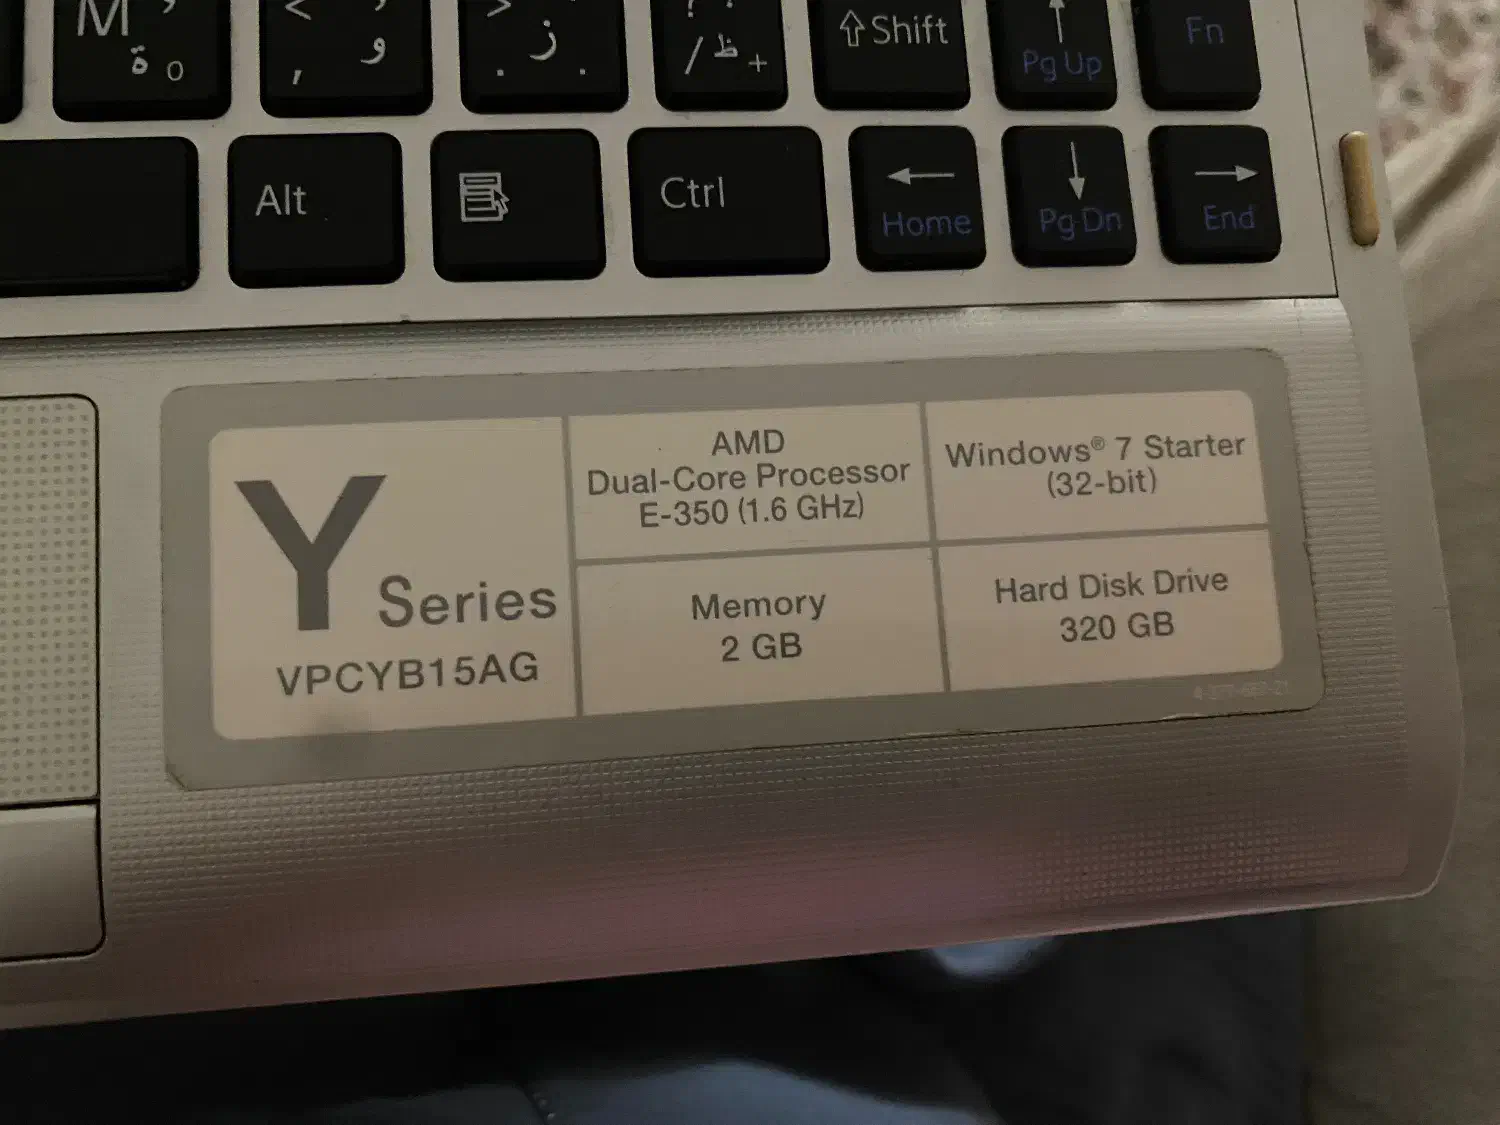 M ,
ة o
<
و
,
>
ز
. .
/ ظ +
⇧ Shift
↑
Pg Up
Fn
Alt
Ctrl
←
Home
↓
Pg Dn
→
End
Y Series
VPCYB15AG
AMD
Dual-Core Processor
E-350 (1.6 GHz)
Windows® 7 Starter
(32-bit)
Memory
2 GB
Hard Disk Drive
320 GB